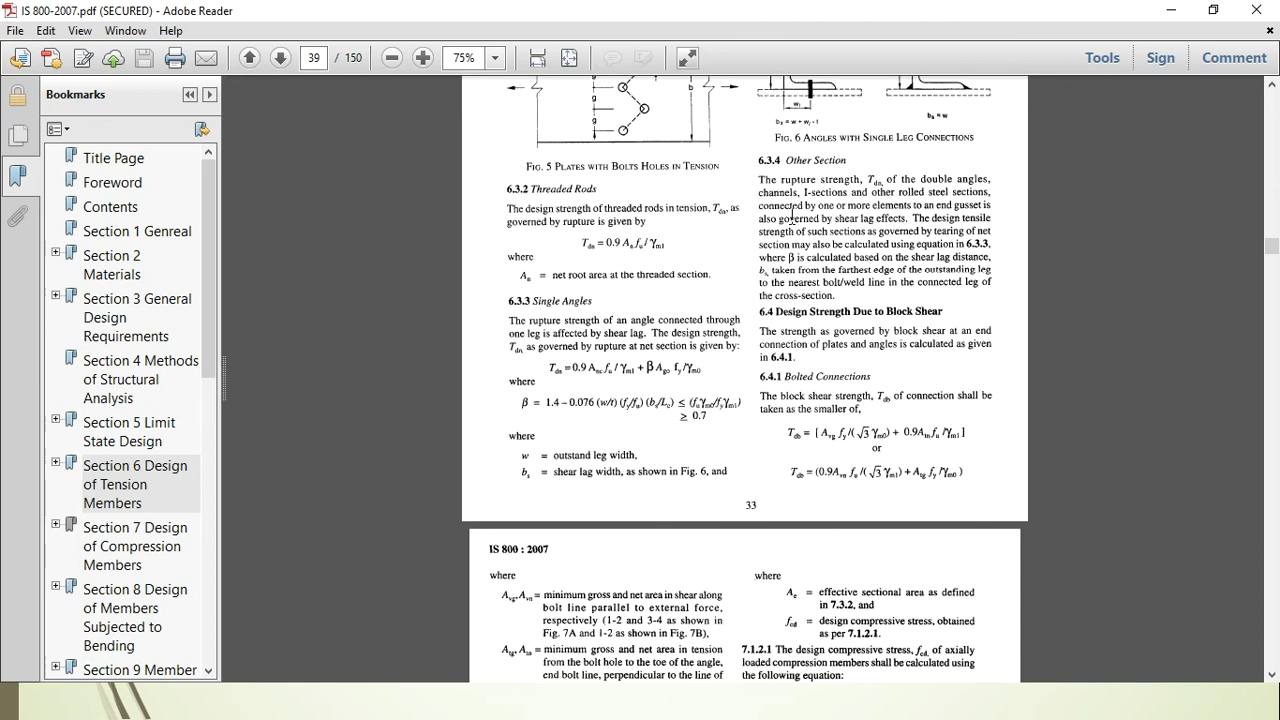 IS 800-2007.pdf (SECURED) - Adobe Reader
File Edit View Window Help
39 / 150
75%
Tools
Sign
Comment
Bookmarks
Title Page
Foreword
Contents
Section 1 Genreal
Section 2
Materials
Section 3 General
Design
Requirements
Section 4 Methods
of Structural
Analysis
Section 5 Limit
State Design
Section 6 Design
of Tension
Members
Section 7 Design
of Compression
Members
Section 8 Design
of Members
Subjected to
Bending
Section 9 Member
g
b
g
FIG. 5 PLATES WITH BOLTS HOLES IN TENSION
6.3.2 Threaded Rods
The design strength of threaded rods in tension, Tdn, as
governed by rupture is given by
Tdn = 0.9 An fu / γm1
where
An = net root area at the threaded section.
6.3.3 Single Angles
The rupture strength of an angle connected through
one leg is affected by shear lag. The design strength,
Tdn, as governed by rupture at net section is given by:
Tdn = 0.9 Anc fu / γm1 + β Ago fy/γm0
where
β = 1.4 – 0.076 (w/t) (fy/fu) (bs/Lc) ≤ (fuγm0/fyγm1)
≥ 0.7
where
w = outstand leg width,
bs = shear lag width, as shown in Fig. 6, and
w1
bs = w + w1 - t
bs = w
FIG. 6 ANGLES WITH SINGLE LEG CONNECTIONS
6.3.4 Other Section
The rupture strength, Tdn, of the double angles,
channels, I-sections and other rolled steel sections,
connected by one or more elements to an end gusset is
also governed by shear lag effects. The design tensile
strength of such sections as governed by tearing of net
section may also be calculated using equation in 6.3.3,
where β is calculated based on the shear lag distance,
bs, taken from the farthest edge of the outstanding leg
to the nearest bolt/weld line in the connected leg of
the cross-section.
6.4 Design Strength Due to Block Shear
The strength as governed by block shear at an end
connection of plates and angles is calculated as given
in 6.4.1.
6.4.1 Bolted Connections
The block shear strength, Tdb of connection shall be
taken as the smaller of,
Tdb = [ Avg fy/(√3 γm0) + 0.9Atn fu /γm1 ]
or
Tdb = (0.9Avn fu /(√3 γm1) + Atg fy /γm0 )
33
IS 800 : 2007
where
Avg, Avn = minimum gross and net area in shear along
bolt line parallel to external force,
respectively (1-2 and 3-4 as shown in
Fig. 7A and 1-2 as shown in Fig. 7B),
Atg, Atn = minimum gross and net area in tension
from the bolt hole to the toe of the angle,
end bolt line, perpendicular to the line of
where
Ae = effective sectional area as defined
in 7.3.2, and
fcd = design compressive stress, obtained
as per 7.1.2.1.
7.1.2.1 The design compressive stress, fcd, of axially
loaded compression members shall be calculated using
the following equation: